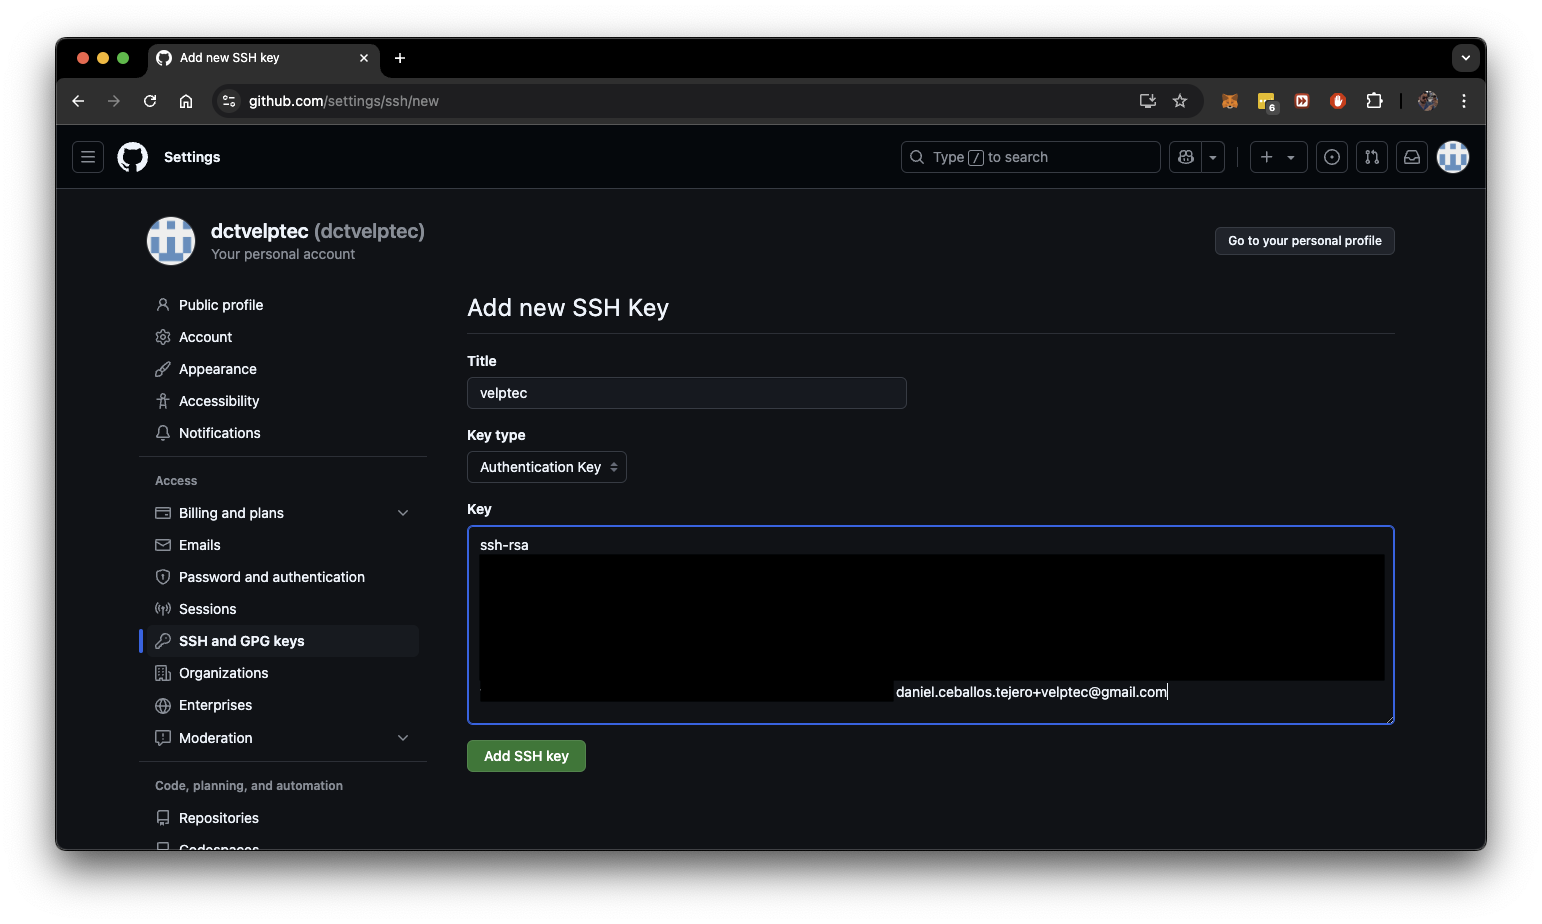 Add new SSH key
github.com/settings/ssh/new
6
Settings
Type / to search
dctvelptec (dctvelptec)
Your personal account
Go to your personal profile
Public profile
Account
Appearance
Accessibility
Notifications
Access
Billing and plans
Emails
Password and authentication
Sessions
SSH and GPG keys
Organizations
Enterprises
Moderation
Code, planning, and automation
Repositories
Codespaces
Add new SSH Key
Title
velptec
Key type
Authentication Key
Key
ssh-rsa
daniel.ceballos.tejero+velptec@gmail.com
Add SSH key